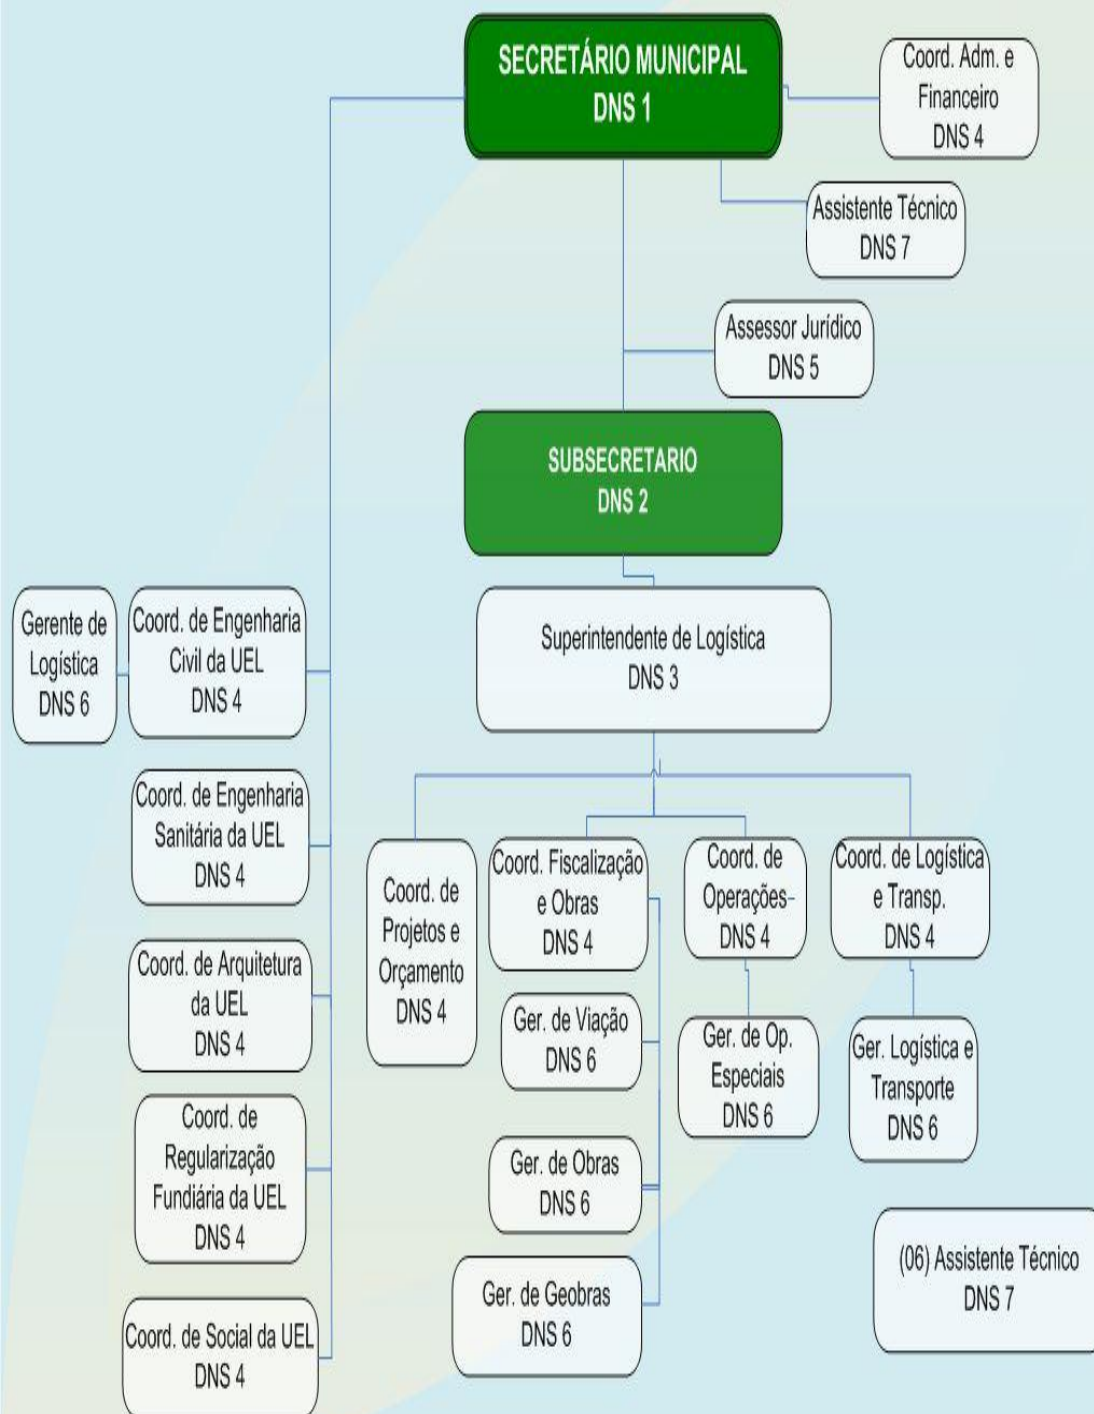 SECRETÁRIO MUNICIPAL
DNS 1
Coord. Adm. e
Financeiro
DNS 4
Assistente Técnico
DNS 7
Assessor Jurídico
DNS 5
SUBSECRETARIO
DNS 2
Gerente de
Logística
DNS 6
Coord. de Engenharia
Civil da UEL
DNS 4
Superintendente de Logística
DNS 3
Coord. de Engenharia
Sanitária da UEL
DNS 4
Coord. de Arquitetura
da UEL
DNS 4
Coord. de
Regularização
Fundiária da UEL
DNS 4
Coord. de Social da UEL
DNS 4
Coord. de
Projetos e
Orçamento
DNS 4
Coord. Fiscalização
e Obras
DNS 4
Ger. de Viação
DNS 6
Ger. de Obras
DNS 6
Ger. de Geobras
DNS 6
Coord. de
Operações-
DNS 4
Ger. de Op.
Especiais
DNS 6
Coord. de Logística
e Transp.
DNS 4
Ger. Logística e
Transporte
DNS 6
(06) Assistente Técnico
DNS 7